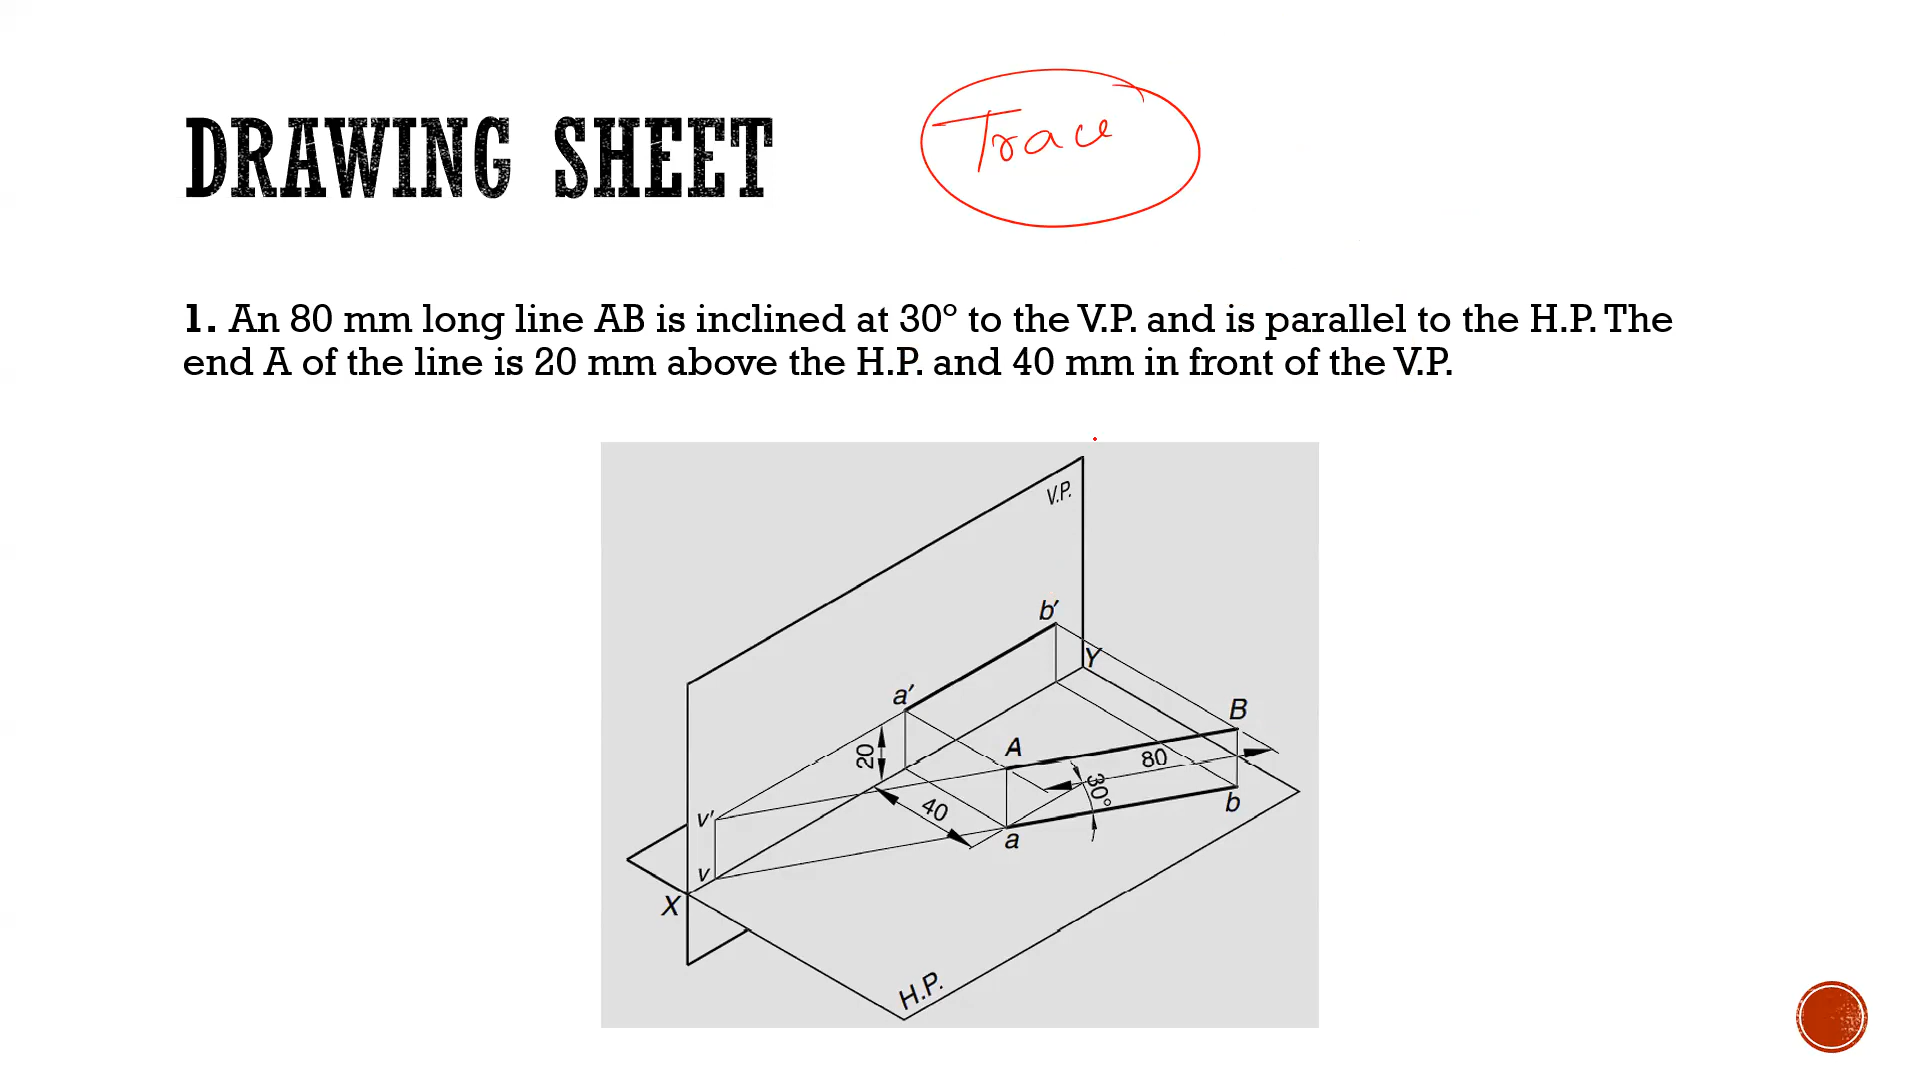 DRAWING SHEET
Trace
1. An 80 mm long line AB is inclined at 30° to the V.P. and is parallel to the H.P. The
end A of the line is 20 mm above the H.P. and 40 mm in front of the V.P.
V.P.
b′
Y
a′
B
A
20
80
30°
40
b
v′
a
v
X
H.P.